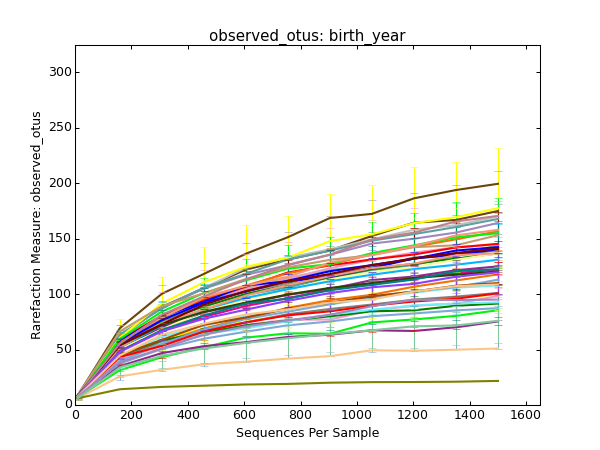 observed_otus: birth_year
Rarefaction Measure: observed_otus
300
250
200
150
100
50
0
0 200 400 600 800 1000 1200 1400 1600
Sequences Per Sample